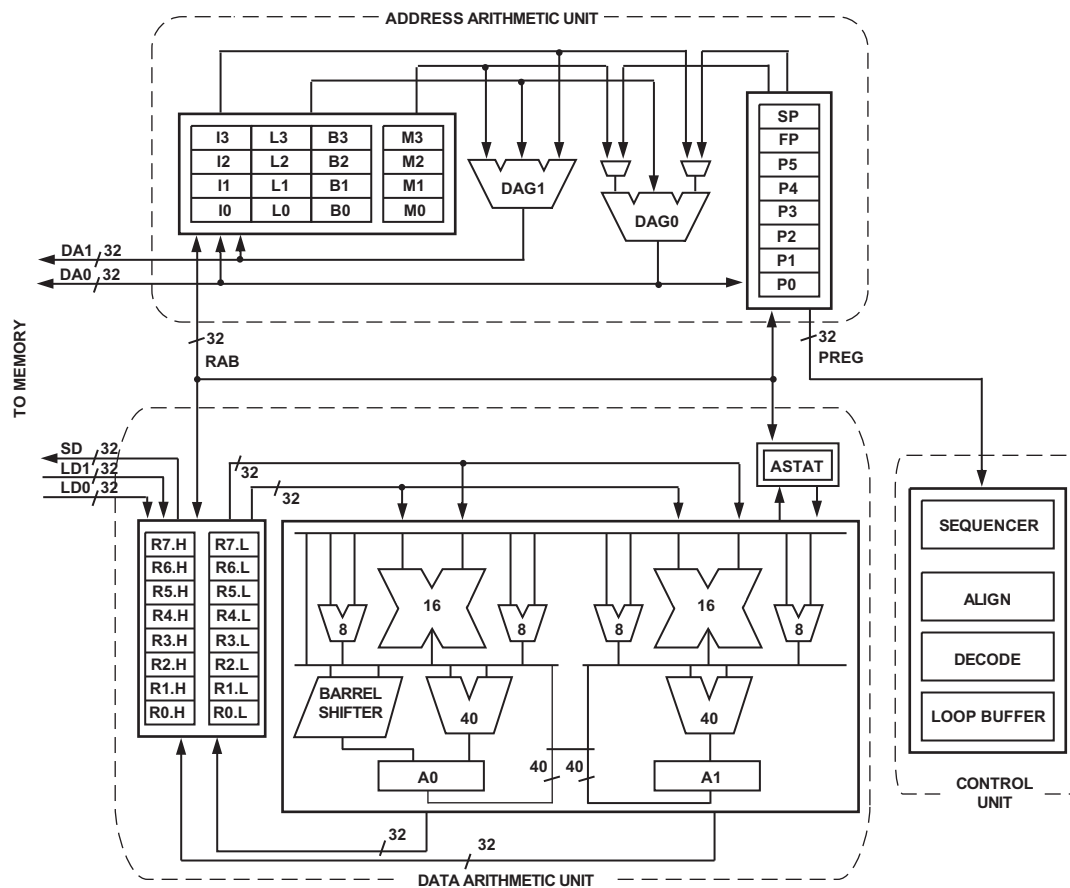 ADDRESS ARITHMETIC UNIT
I3 L3 B3 M3
I2 L2 B2 M2
I1 L1 B1 M1
I0 L0 B0 M0
DAG1
DAG0
SP
FP
P5
P4
P3
P2
P1
P0
DA1 32
DA0 32
TO MEMORY
32
RAB
32
PREG
SD 32
LD1 32
LD0 32
32
32
ASTAT
R7.H R7.L
R6.H R6.L
R5.H R5.L
R4.H R4.L
R3.H R3.L
R2.H R2.L
R1.H R1.L
R0.H R0.L
16
8
8
8
16
8
BARREL
SHIFTER
40
40
A0
40 40
A1
32
32
DATA ARITHMETIC UNIT
SEQUENCER
ALIGN
DECODE
LOOP BUFFER
CONTROL
UNIT